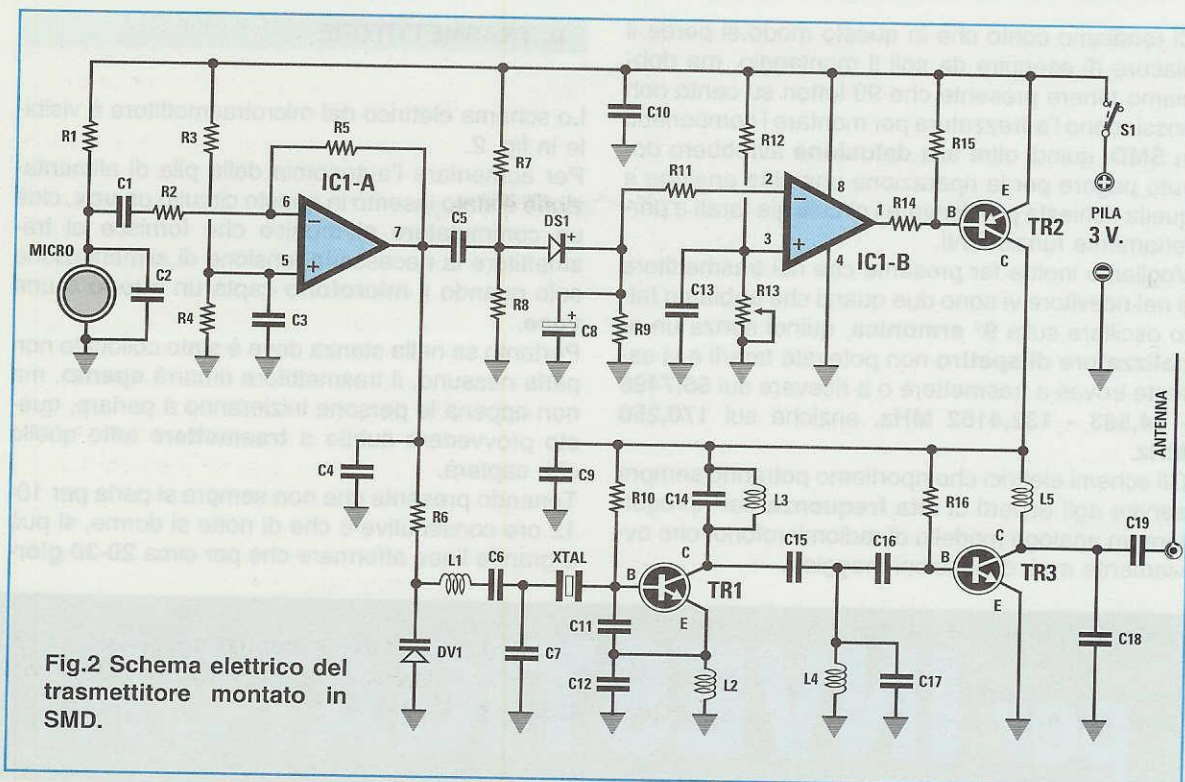 R1
R3
R5
IC1-A
C1
R2
6
7
5
MICRO
C2
R4
C3
C5
R7
DS1
R8
C8
C10
R11
R9
C13
R12
2
3
8
1
4
IC1-B
R13
R14
R15
B
E
C
TR2
S1
PILA
3 V.
ANTENNA
C4
R6
C9
R10
C14
L3
R16
L5
C19
L1
C6
XTAL
B
C
E
TR1
C15
C16
B
C
E
TR3
DV1
C7
C11
C12
L2
L4
C17
C18
Fig.2 Schema elettrico del
trasmettitore montato in
SMD.